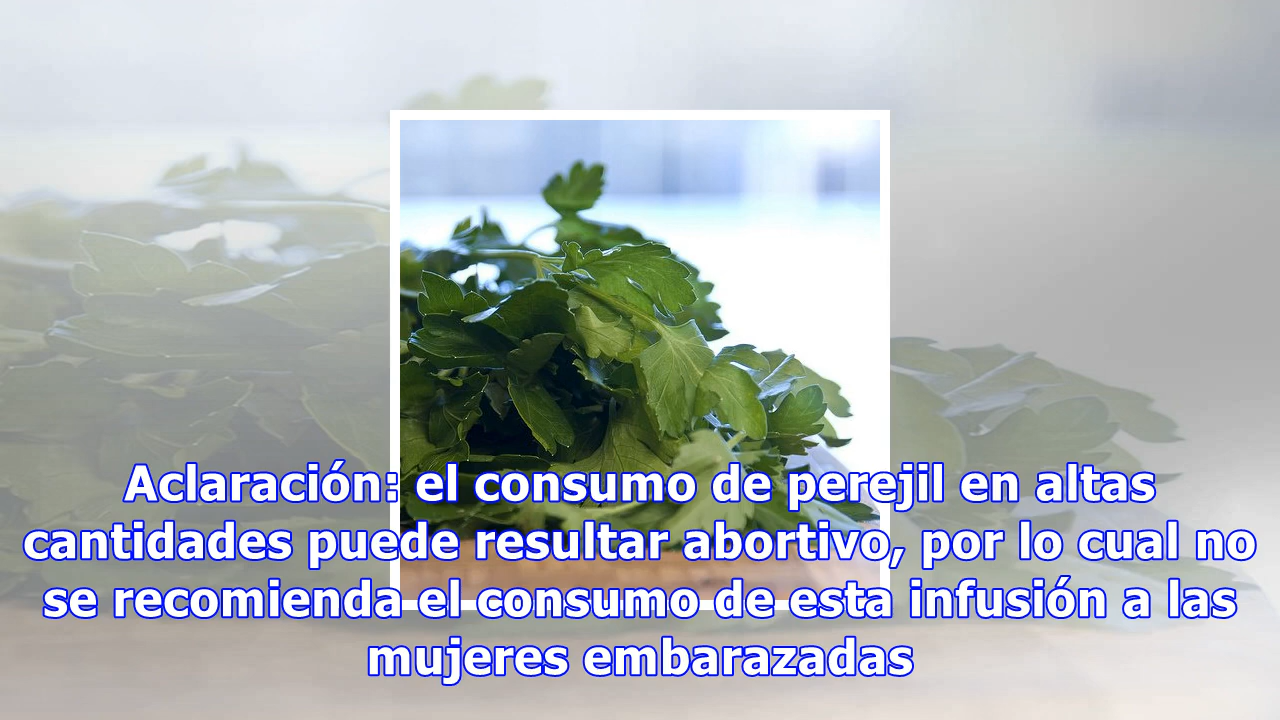 Aclaración: el consumo de perejil en altas
cantidades puede resultar abortivo, por lo cual no
se recomienda el consumo de esta infusión a las
mujeres embarazadas